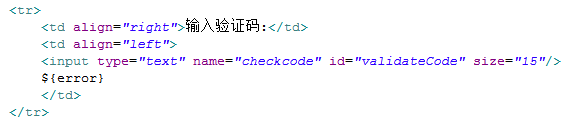 <tr>
<td align="right">输入验证码:</td>
<td align="left">
<input type="text" name="checkcode" id="validateCode" size="15"/>
${error}
</td>
</tr>